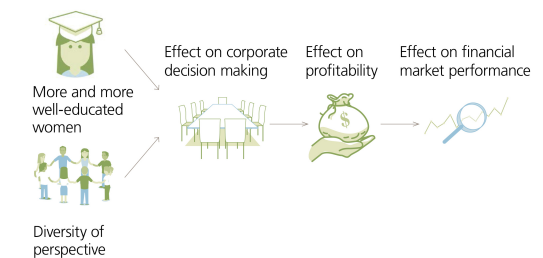 More and more
well-educated
women
Diversity of
perspective
Effect on corporate
decision making
Effect on
profitability
$
Effect on financial
market performance